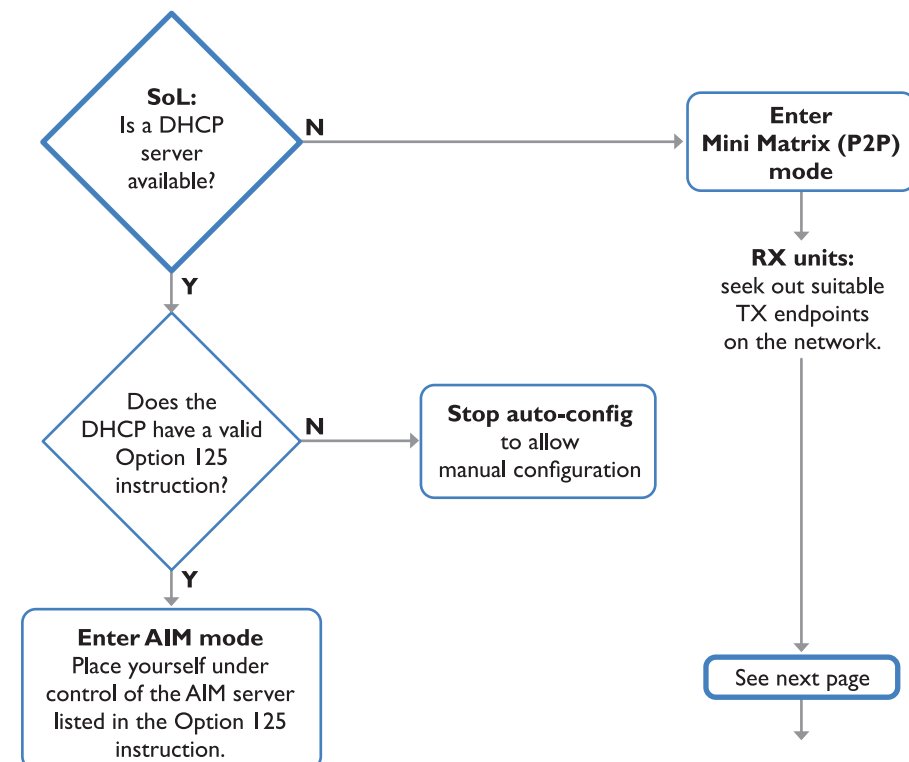 SoL:
Is a DHCP
server
available?
N
Enter
Mini Matrix (P2P)
mode
Y
RX units:
seek out suitable
TX endpoints
on the network.
Does the
DHCP have a valid
Option 125
instruction?
N
Stop auto-config
to allow
manual configuration
Y
Enter AIM mode
Place yourself under
control of the AIM server
listed in the Option 125
instruction.
See next page